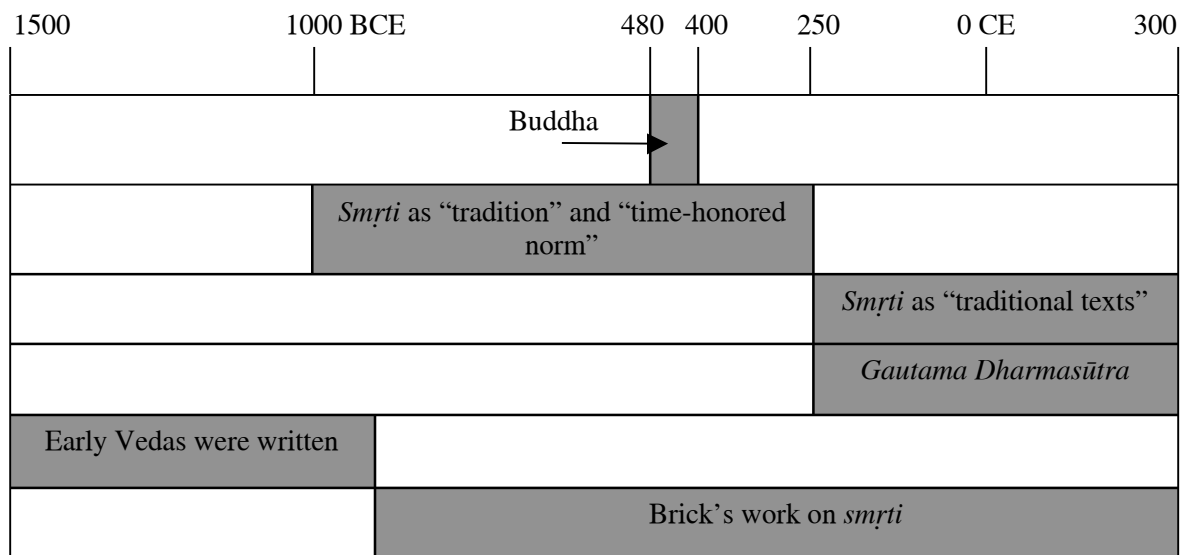 1500 1000 BCE 480 400 250 0 CE 300
Buddha
Smṛti as “tradition” and “time-honored
norm”
Smṛti as “traditional texts”
Gautama Dharmasūtra
Early Vedas were written
Brick’s work on smṛti